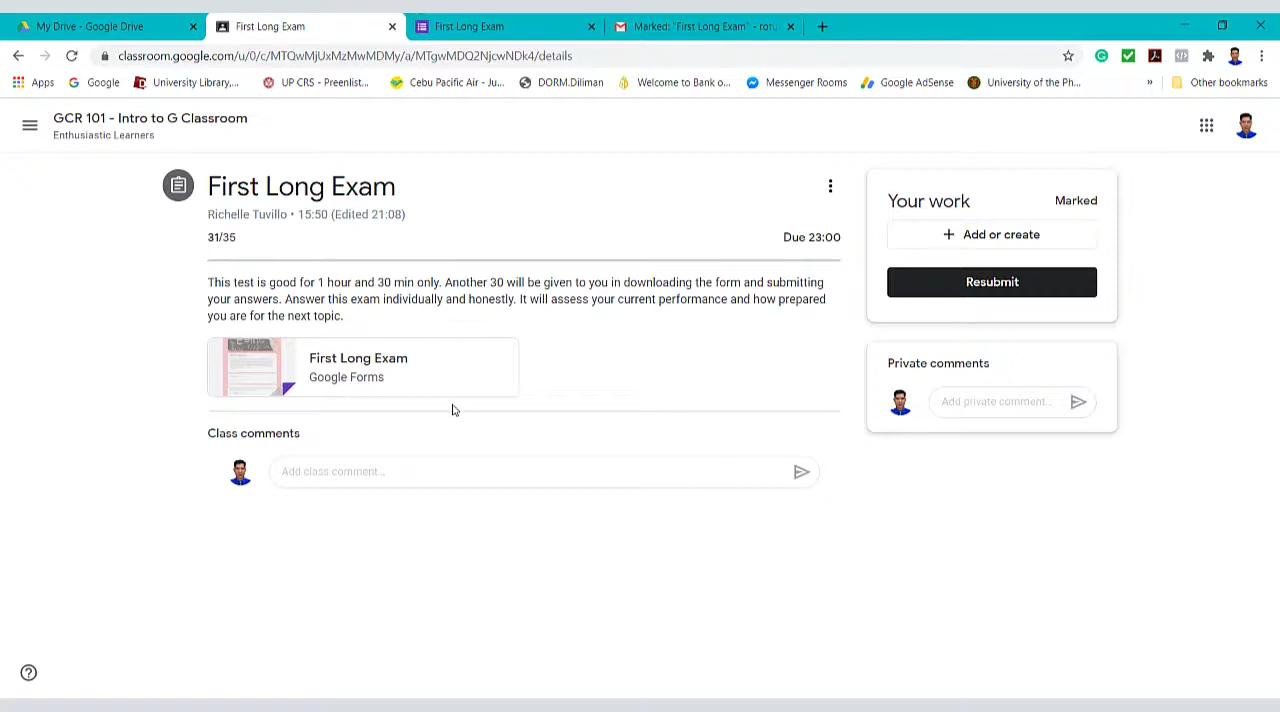 My Drive - Google Drive
First Long Exam
First Long Exam
Marked: "First Long Exam" - rotu
classroom.google.com/u/0/c/MTQwMjUxMzMwMDMy/a/MTgwMDQ2NjcwNDk4/details
Apps
Google
University Library,...
UP CRS - Preenlist...
Cebu Pacific Air - Ju...
DORM.Diliman
Welcome to Bank o...
Messenger Rooms
Google AdSense
University of the Ph...
»
Other bookmarks
GCR 101 - Intro to G Classroom
Enthusiastic Learners
First Long Exam
Richelle Tuvillo • 15:50 (Edited 21:08)
31/35
Due 23:00
This test is good for 1 hour and 30 min only. Another 30 will be given to you in downloading the form and submitting
your answers. Answer this exam individually and honestly. It will assess your current performance and how prepared
you are for the next topic.
First Long Exam
Google Forms
Class comments
Add class comment...
Your work
Marked
+ Add or create
Resubmit
Private comments
Add private comment...